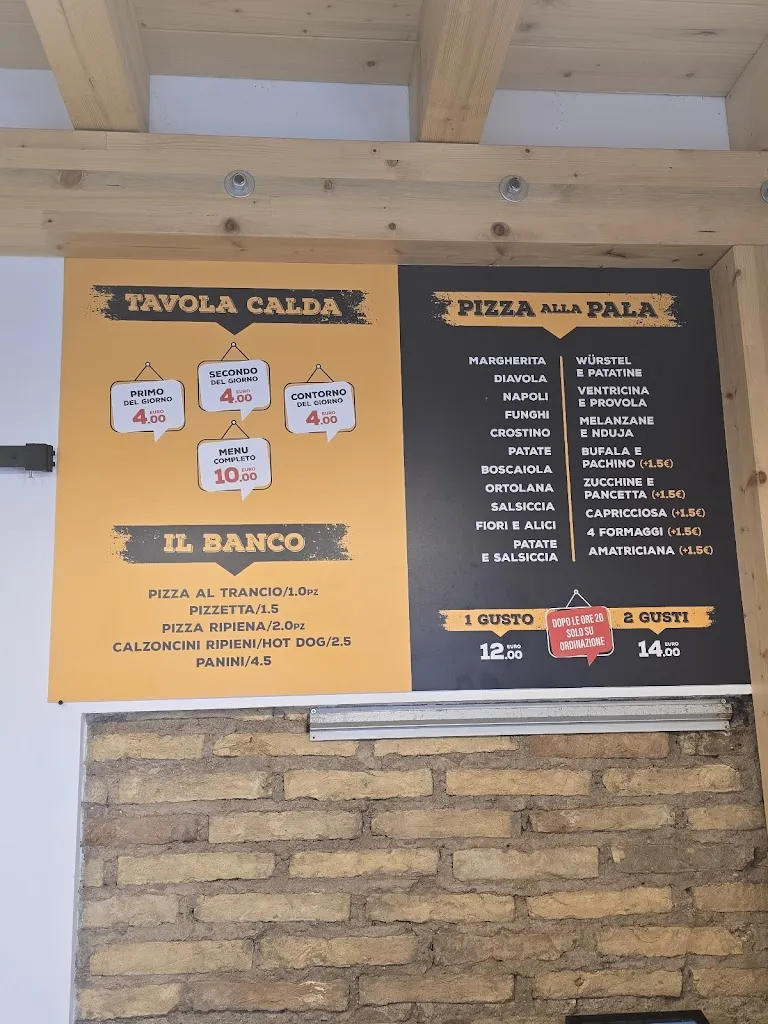 TAVOLA CALDA
PRIMO
DEL GIORNO
4.00 EURO
SECONDO
DEL GIORNO
4.00 EURO
CONTORNO
DEL GIORNO
4.00 EURO
MENU
COMPLETO
10.00 EURO
IL BANCO
PIZZA AL TRANCIO/1.0PZ
PIZZETTA/1.5
PIZZA RIPIENA/2.0PZ
CALZONCINI RIPIENI/HOT DOG/2.5
PANINI/4.5
PIZZA ALLA PALA
MARGHERITA
DIAVOLA
NAPOLI
FUNGHI
CROSTINO
PATATE
BOSCAIOLA
ORTOLANA
SALSICCIA
FIORI E ALICI
PATATE
E SALSICCIA
WÜRSTEL
E PATATINE
VENTRICINA
E PROVOLA
MELANZANE
E NDUJA
BUFALA E
PACHINO (+1.5€)
ZUCCHINE E
PANCETTA (+1.5€)
CAPRICCIOSA (+1.5€)
4 FORMAGGI (+1.5€)
AMATRICIANA (+1.5€)
1 GUSTO
12.00 EURO
DOPO LE ORE 20
SOLO SU
ORDINAZIONE
2 GUSTI
14.00 EURO